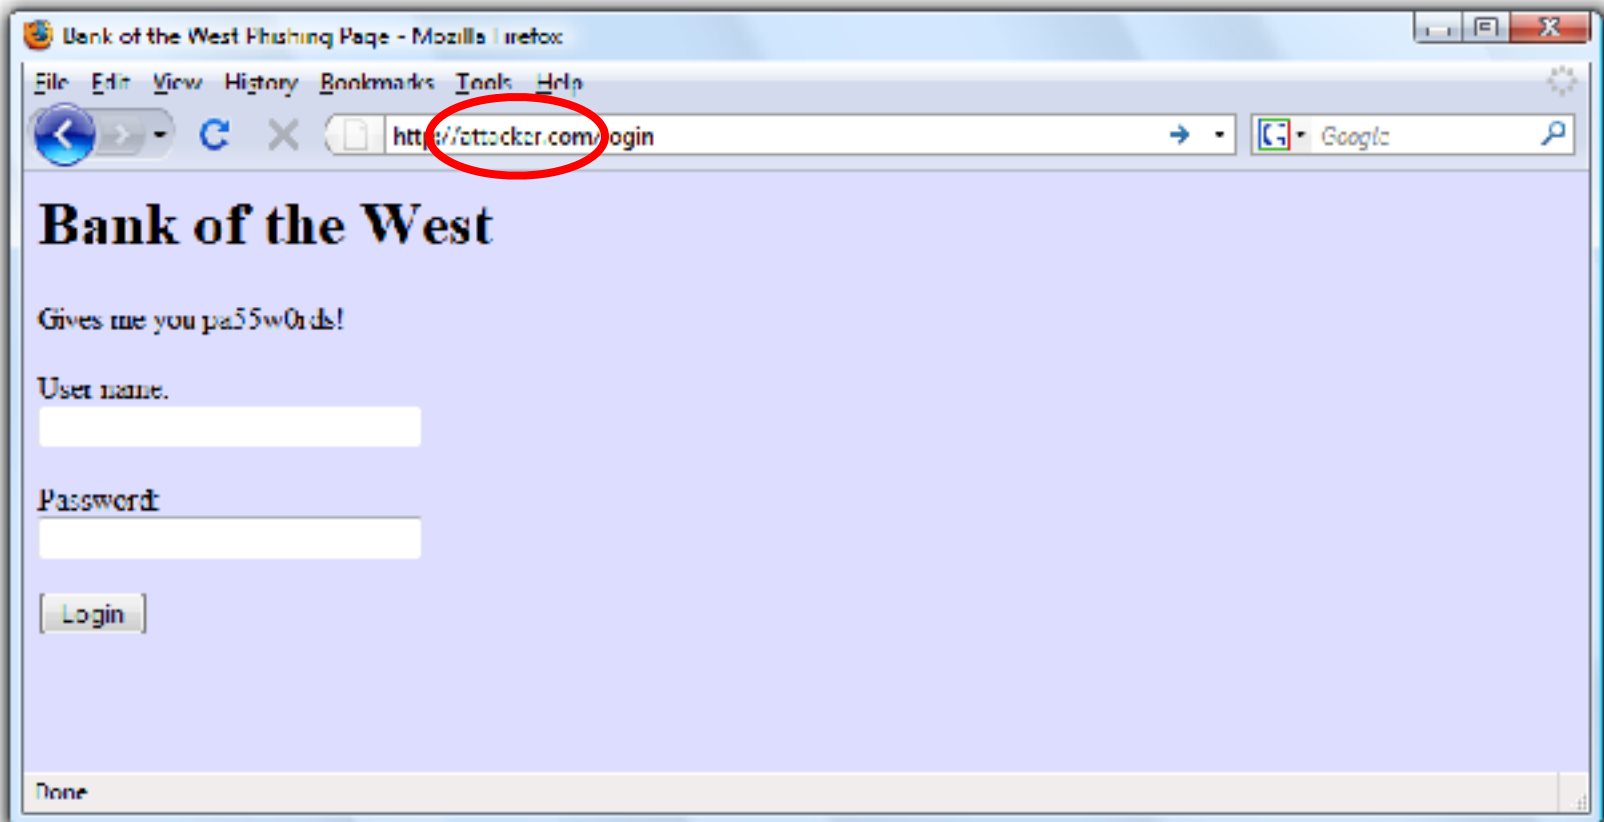 Bank of the West Phishing Page - Mozilla Firefox
File Edit View History Bookmarks Tools Help
http://attacker.com/login
Google
Bank of the West
Gives me you pa55w0rds!
User name:
Password:
Login
Done